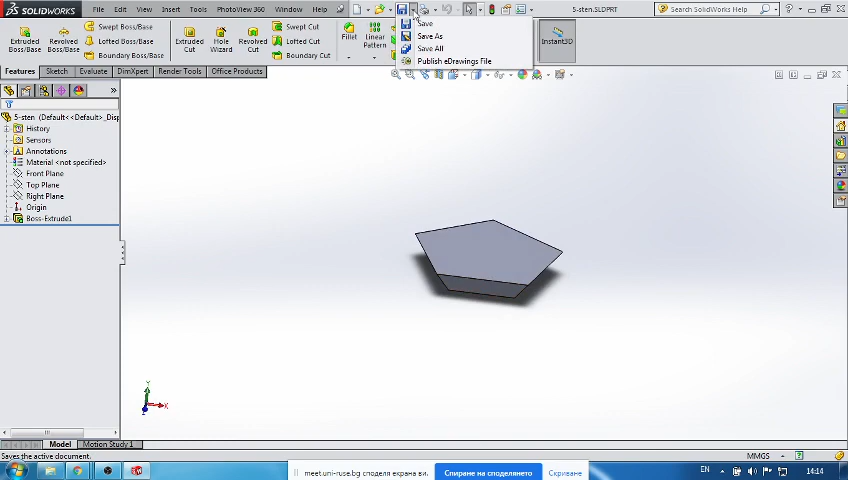 SOLIDWORKS File Edit View Insert Tools PhotoView 360 Window Help 5-sten.SLDPRT Search SolidWorks Help
Save
Save As
Save All
Publish eDrawings File
Extruded Boss/Base
Revolved Boss/Base
Swept Boss/Base
Lofted Boss/Base
Boundary Boss/Base
Extruded Cut
Hole Wizard
Revolved Cut
Swept Cut
Lofted Cut
Boundary Cut
Fillet
Linear Pattern
Instant3D
Features Sketch Evaluate DimXpert Render Tools Office Products
5-sten (Default<<Default>_Disp
History
Sensors
Annotations
Material <not specified>
Front Plane
Top Plane
Right Plane
Origin
Boss-Extrude1
Y
X
Z
Model Motion Study 1
Saves the active document. MMGS
meet.uni-ruse.bg споделя екрана ви. Спиране на споделянето Скриване
EN 14:14